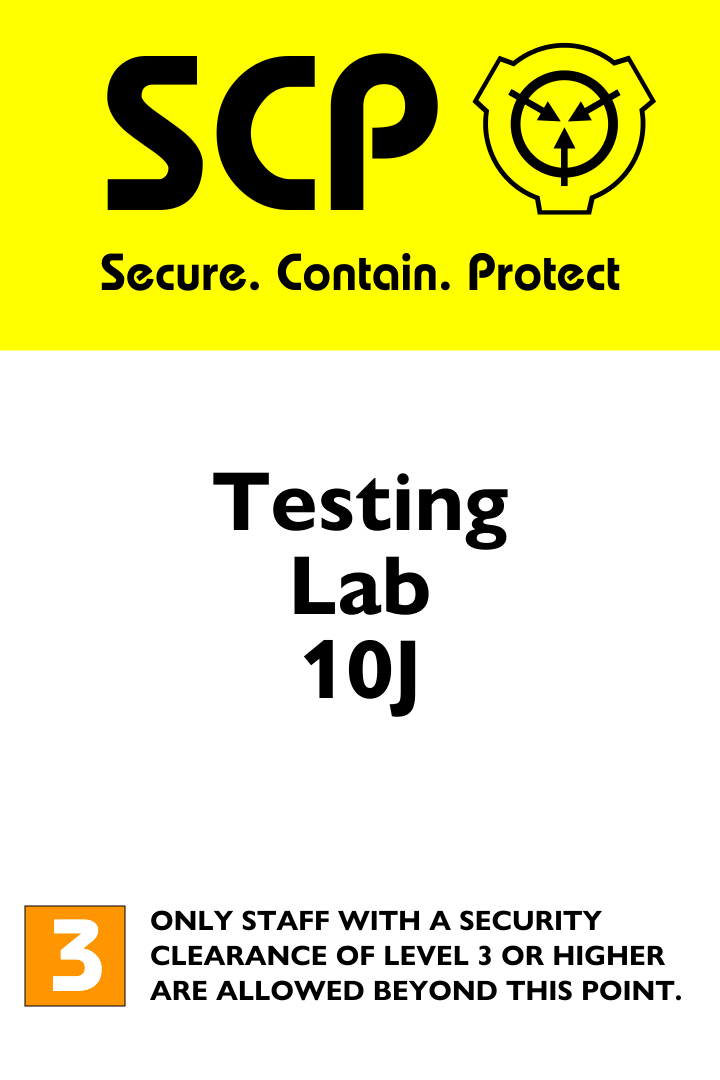 SCP
Secure. Contain. Protect
Testing
Lab
10J
3
ONLY STAFF WITH A SECURITY
CLEARANCE OF LEVEL 3 OR HIGHER
ARE ALLOWED BEYOND THIS POINT.